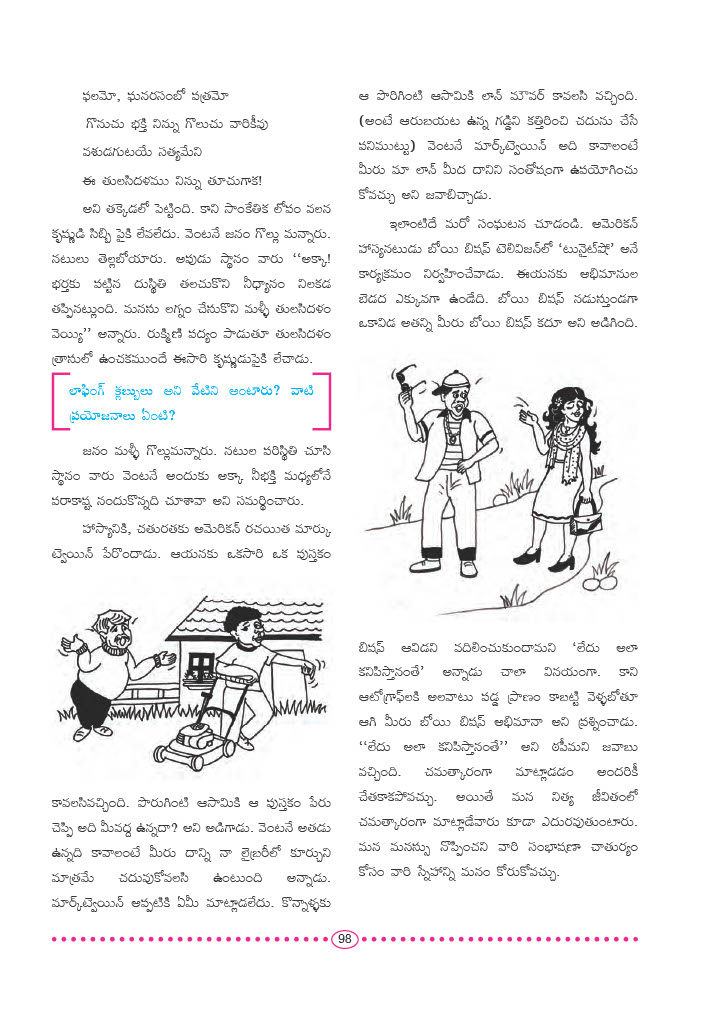 ఫలమో, ఘనరసంబో పత్రమో
గొనుచు భక్తి నిన్ను గొలుచు వారికీవు
వశుడగుటయే సత్యమేని
ఈ తులసిదళము నిన్ను తూచుగాక!
అని తక్కెడలో పెట్టింది. కాని సాంకేతిక లోపం వలన
కృష్ణుడి సిబ్బి పైకి లేవలేదు. వెంటనే జనం గొల్లు మన్నారు.
నటులు తెల్లబోయారు. అపుడు స్థానం వారు ‘‘అక్కా!
భర్తకు పట్టిన దుస్థితి తలచుకొని నీధ్యానం నిలకడ
తప్పినట్లుంది. మనసు లగ్నం చేసుకొని మళ్ళీ తులసిదళం
వెయ్యి’’ అన్నారు. రుక్మిణి పద్యం పాడుతూ తులసిదళం
త్రాసులో ఉంచకముందే ఈసారి కృష్ణుడుపైకి లేచాడు.
లాఫింగ్ క్లబ్బులు అని వేటిని అంటారు? వాటి
ప్రయోజనాలు ఏంటి?
జనం మళ్ళీ గొల్లుమన్నారు. నటుల పరిస్థితి చూసి
స్థానం వారు వెంటనే అందుకు అక్కా నీభక్తి మధ్యలోనే
పరాకాష్ట నందుకొన్నది చూశావా అని సమర్థించారు.
హాస్యానికి, చతురతకు అమెరికన్ రచయిత మార్కు
ట్వెయిన్ పేరొందాడు. ఆయనకు ఒకసారి ఒక పుస్తకం
కావలసివచ్చింది. పొరుగింటి ఆసామికి ఆ పుస్తకం పేరు
చెప్పి అది మీవద్ద ఉన్నదా? అని అడిగాడు. వెంటనే అతడు
ఉన్నది కావాలంటే మీరు దాన్ని నా లైబ్రరీలో కూర్చుని
మాత్రమే చదువుకోవలసి ఉంటుంది అన్నాడు.
మార్క్‌ట్వెయిన్ అప్పటికి ఏమీ మాట్లాడలేదు. కొన్నాళ్ళకు
ఆ పొరిగింటి ఆసామికి లాన్ మౌవర్ కావలసి వచ్చింది.
(అంటే ఆరుబయట ఉన్న గడ్డిని కత్తిరించి చదును చేసే
పనిముట్టు) వెంటనే మార్క్‌ట్వెయిన్ అది కావాలంటే
మీరు మా లాన్ మీద దానిని సంతోషంగా ఉపయోగించు
కోవచ్చు అని జవాబిచ్చాడు.
ఇలాంటిదే మరో సంఘటన చూడండి. అమెరికన్
హాస్యనటుడు బోయి బిషప్ టెలివిజన్‌లో ‘టునైట్‌షో’ అనే
కార్యక్రమం నిర్వహించేవాడు. ఈయనకు అభిమానుల
బెడద ఎక్కువగా ఉండేది. బోయి బిషప్ నడుస్తుండగా
ఒకావిడ అతన్ని మీరు బోయి బిషప్ కదూ అని అడిగింది.
బిషప్ ఆవిడని వదిలించుకుందామని ‘లేదు అలా
కనిపిస్తానంతే’ అన్నాడు చాలా వినయంగా. కాని
ఆటోగ్రాఫ్‌లకి అలవాటు పడ్డ ప్రాణం కాబట్టి వెళ్ళబోతూ
ఆగి మీరు బోయి బిషప్ అభిమానా అని ప్రశ్నించాడు.
‘‘లేదు అలా కనిపిస్తానంతే’’ అని ఠపీమని జవాబు
వచ్చింది. చమత్కారంగా మాట్లాడడం అందరికీ
చేతకాకపోవచ్చు. అయితే మన నిత్య జీవితంలో
చమత్కారంగా మాట్లాడేవారు కూడా ఎదురవుతుంటారు.
మన మనస్సు నొప్పించని వారి సంభాషణా చాతుర్యం
కోసం వారి స్నేహాన్ని మనం కోరుకోవచ్చు.
98